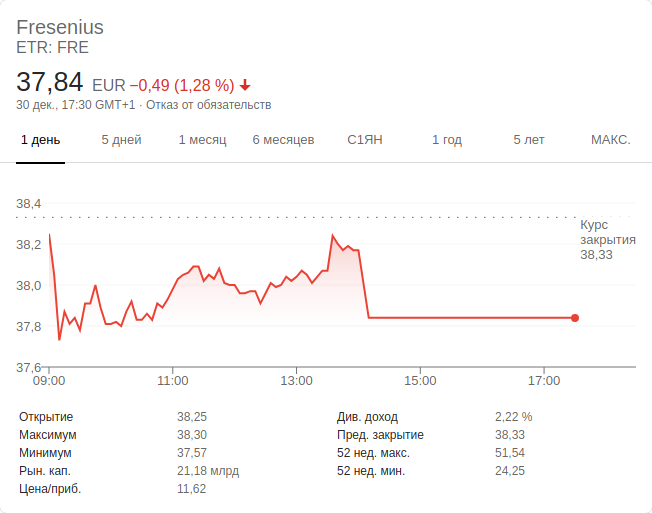 Fresenius
ETR: FRE
37,84 EUR −0,49 (1,28 %)
30 дек., 17:30 GMT+1 · Отказ от обязательств
1 день 5 дней 1 месяц 6 месяцев С1ЯН 1 год 5 лет МАКС.
38,4
38,2
38,0
37,8
37,6
Курс
закрытия
38,33
09:00 11:00 13:00 15:00 17:00
Открытие 38,25 Див. доход 2,22 %
Максимум 38,30 Пред. закрытие 38,33
Минимум 37,57 52 нед. макс. 51,54
Рын. кап. 21,18 млрд 52 нед. мин. 24,25
Цена/приб. 11,62